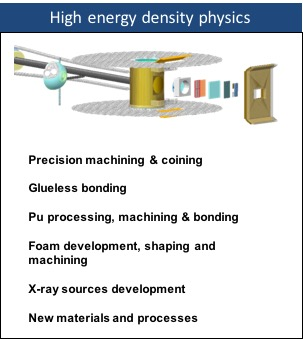 High energy density physics
Precision machining & coining
Glueless bonding
Pu processing, machining & bonding
Foam development, shaping and
machining
X-ray sources development
New materials and processes